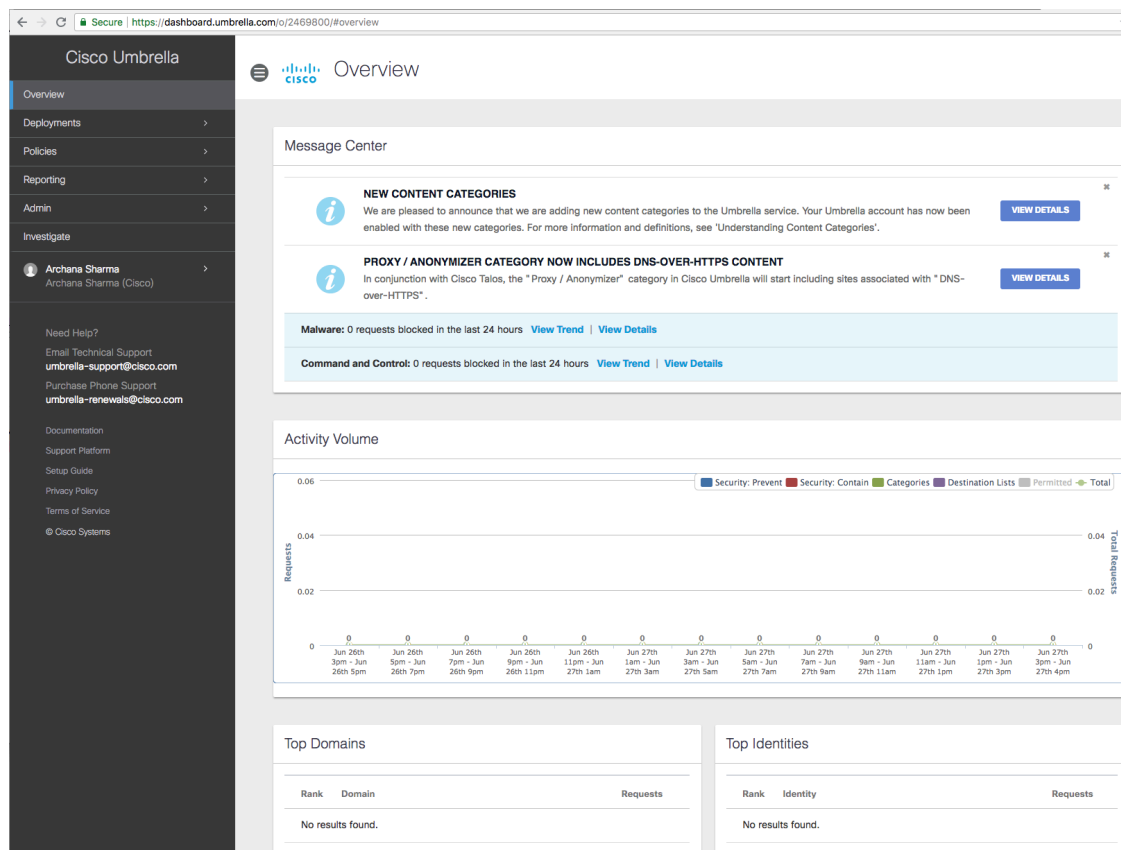 Secure | https://dashboard.umbrella.com/o/2469800/#overview
Cisco Umbrella
Overview
Deployments
Policies
Reporting
Admin
Investigate
Archana Sharma
Archana Sharma (Cisco)
Need Help?
Email Technical Support
umbrella-support@cisco.com
Purchase Phone Support
umbrella-renewals@cisco.com
Documentation
Support Platform
Setup Guide
Privacy Policy
Terms of Service
© Cisco Systems
CISCO
Overview
Message Center
NEW CONTENT CATEGORIES
We are pleased to announce that we are adding new content categories to the Umbrella service. Your Umbrella account has now been
enabled with these new categories. For more information and definitions, see 'Understanding Content Categories'.
VIEW DETAILS
PROXY / ANONYMIZER CATEGORY NOW INCLUDES DNS-OVER-HTTPS CONTENT
In conjunction with Cisco Talos, the "Proxy / Anonymizer" category in Cisco Umbrella will start including sites associated with "DNS-
over-HTTPS".
VIEW DETAILS
Malware: 0 requests blocked in the last 24 hours View Trend | View Details
Command and Control: 0 requests blocked in the last 24 hours View Trend | View Details
Activity Volume
Security: Prevent Security: Contain Categories Destination Lists Permitted Total
Requests
0.06
0.04
0.02
0
0 0 0 0 0 0 0 0 0 0 0 0 0
Jun 26th Jun 26th Jun 26th Jun 26th Jun 26th Jun 27th Jun 27th Jun 27th Jun 27th Jun 27th Jun 27th Jun 27th Jun 27th
3pm - Jun 5pm - Jun 7pm - Jun 9pm - Jun 11pm - Jun 1am - Jun 3am - Jun 5am - Jun 7am - Jun 9am - Jun 11am - Jun 1pm - Jun 3pm - Jun
26th 5pm 26th 7pm 26th 9pm 26th 11pm 27th 1am 27th 3am 27th 5am 27th 7am 27th 9am 27th 11am 27th 1pm 27th 3pm 27th 4pm
0.04
0.02
0
Total Requests
Top Domains
Rank Domain Requests
No results found.
Top Identities
Rank Identity Requests
No results found.